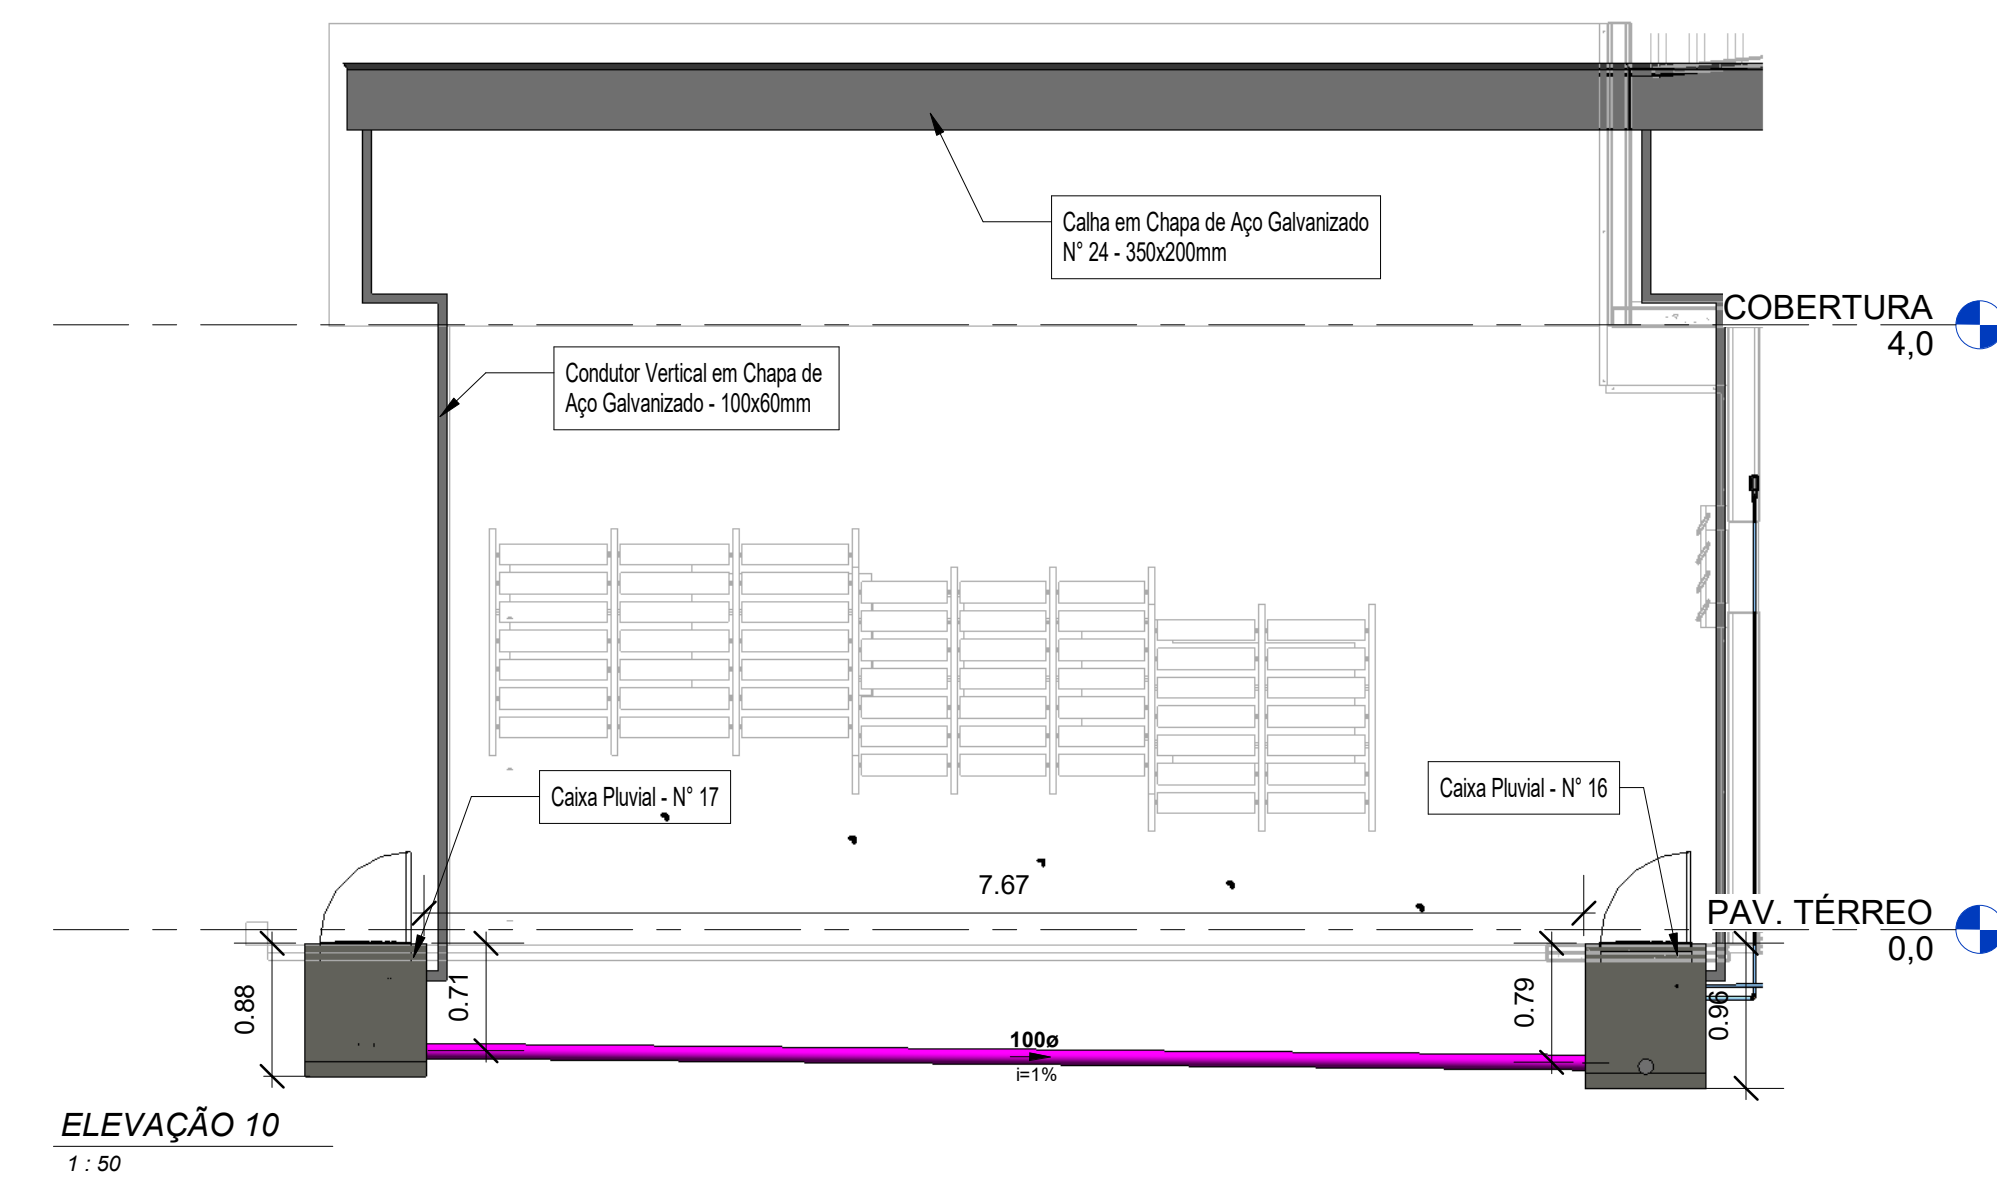 Calha em Chapa de Aço Galvanizado
N° 24 - 350x200mm
COBERTURA
4,0
Condutor Vertical em Chapa de
Aço Galvanizado - 100x60mm
Caixa Pluvial - N° 17
Caixa Pluvial - N° 16
7.67
PAV. TÉRREO
0,0
0.88
0.71
0.79
0.96
100ø
i=1%
ELEVAÇÃO 10
1 : 50